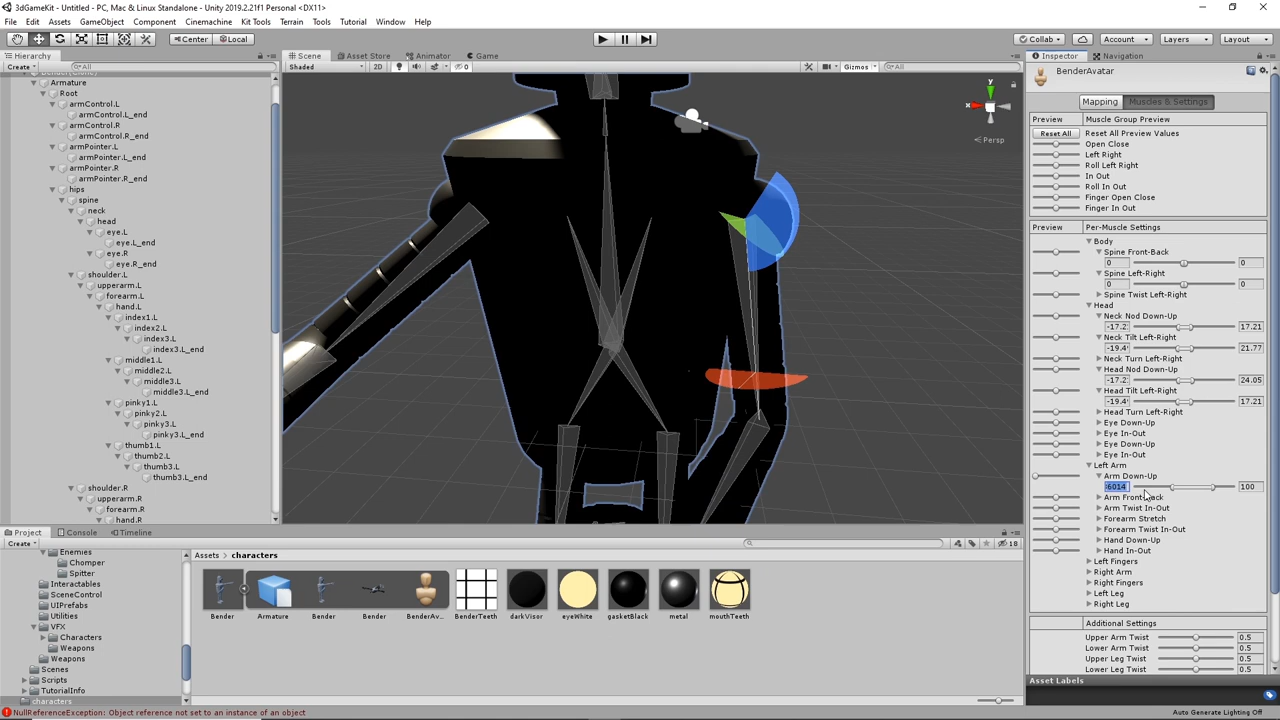 3dGameKit - Untitled - PC, Mac & Linux Standalone - Unity 2019.2.21f1 Personal <DX11>
File Edit Assets GameObject Component Cinemachine Kit Tools Terrain Tools Tutorial Window Help
Center Local Collab Account Layers Layout
Hierarchy
Create All
Armature
Root
armControl.L
armControl.L_end
armControl.R
armControl.R_end
armPointer.L
armPointer.L_end
armPointer.R
armPointer.R_end
hips
spine
neck
head
eye.L
eye.L_end
eye.R
eye.R_end
shoulder.L
upperarm.L
forearm.L
hand.L
index1.L
index2.L
index3.L
index3.L_end
middle1.L
middle2.L
middle3.L
middle3.L_end
pinky1.L
pinky2.L
pinky3.L
pinky3.L_end
thumb1.L
thumb2.L
thumb3.L
thumb3.L_end
shoulder.R
upperarm.R
forearm.R
hand.R
Scene Asset Store Animator Game
Shaded 2D 0 Gizmos All
y
x
Persp
Inspector Navigation
BenderAvatar
Mapping Muscles & Settings
Preview Muscle Group Preview
Reset All Reset All Preview Values
Open Close
Left Right
Roll Left Right
In Out
Roll In Out
Finger Open Close
Finger In Out
Preview Per-Muscle Settings
Body
Spine Front-Back
0 0
Spine Left-Right
0 0
Spine Twist Left-Right
Head
Neck Nod Down-Up
-17.2 17.21
Neck Tilt Left-Right
-19.4 21.77
Neck Turn Left-Right
Head Nod Down-Up
-17.2 24.05
Head Tilt Left-Right
-19.4 17.21
Head Turn Left-Right
Eye Down-Up
Eye In-Out
Eye Down-Up
Eye In-Out
Left Arm
Arm Down-Up
6014 100
Arm Front-Back
Arm Twist In-Out
Forearm Stretch
Forearm Twist In-Out
Hand Down-Up
Hand In-Out
Left Fingers
Right Arm
Right Fingers
Left Leg
Right Leg
Additional Settings
Upper Arm Twist 0.5
Lower Arm Twist 0.5
Upper Leg Twist 0.5
Lower Leg Twist 0.5
Asset Labels
Project Console Timeline
Create 18
Enemies
Chomper
Spitter
Interactables
SceneControl
UIPrefabs
Utilities
VFX
Characters
Weapons
Weapons
Scenes
Scripts
TutorialInfo
characters
Assets characters
Bender Armature Bender Bender BenderAv... BenderTeeth darkVisor eyeWhite gasketBlack metal mouthTeeth
NullReferenceException: Object reference not set to an instance of an object
Auto Generate Lighting Off